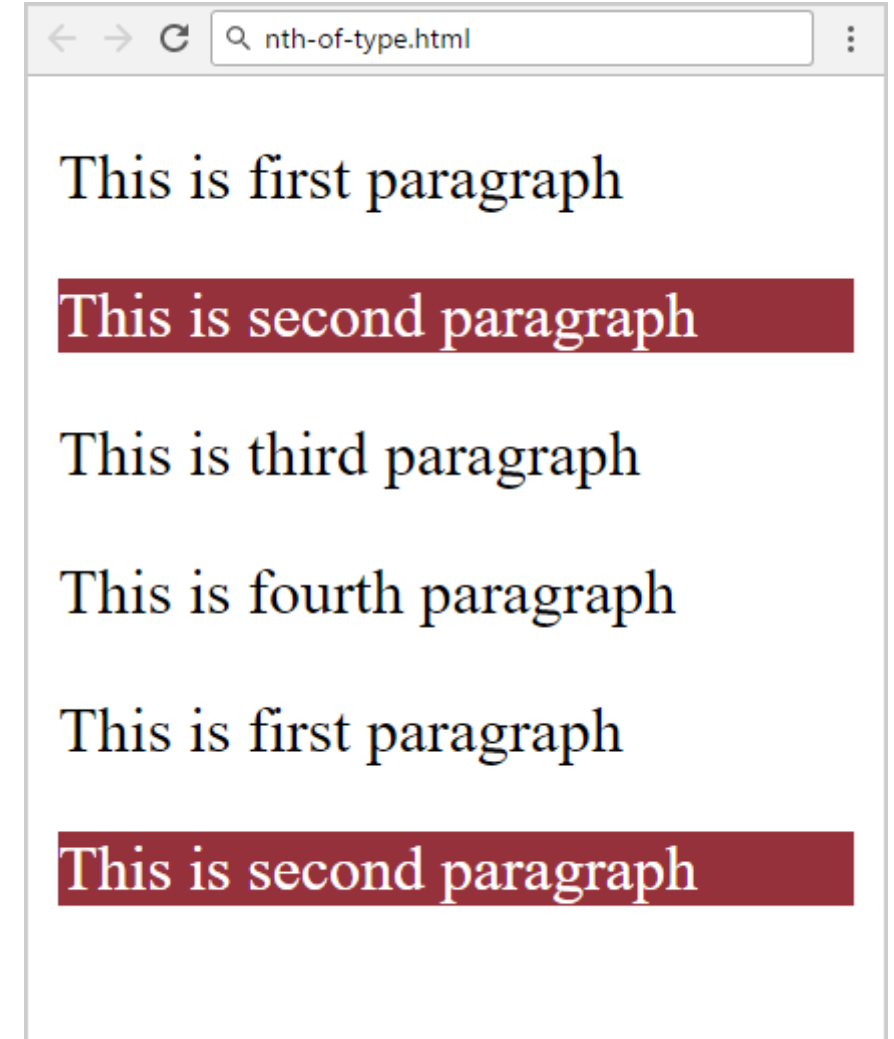 nth-of-type.html
This is first paragraph
This is second paragraph
This is third paragraph
This is fourth paragraph
This is first paragraph
This is second paragraph